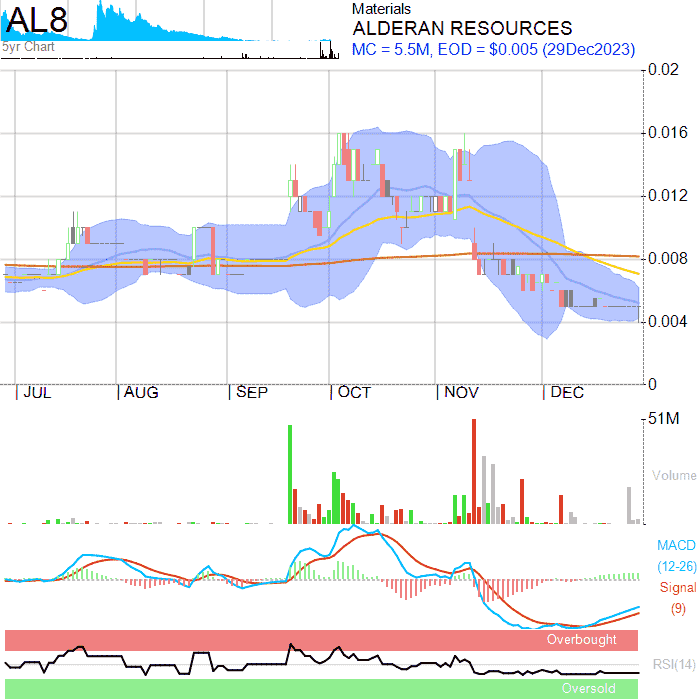 AL8
5yr Chart
Materials
ALDERAN RESOURCES
MC = 5.5M, EOD = $0.005 (29Dec2023)
0.02
0.016
0.012
0.008
0.004
0
JUL AUG SEP OCT NOV DEC
51M
Volume
MACD
(12-26)
Signal
(9)
Overbought
RSI(14)
Oversold